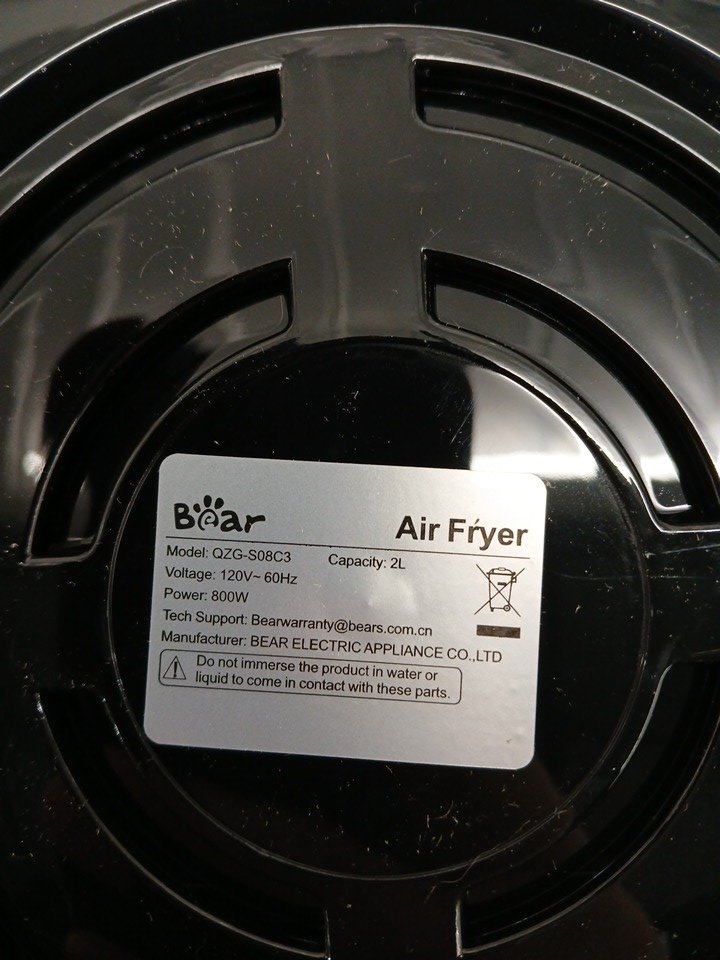 Bear
Air Fryer
Model: QZG-S08C3
Capacity: 2L
Voltage: 120V~ 60Hz
Power: 800W
Tech Support: Bearwarranty@bears.com.cn
Manufacturer: BEAR ELECTRIC APPLIANCE CO.,LTD
Do not immerse the product in water or
liquid to come in contact with these parts.